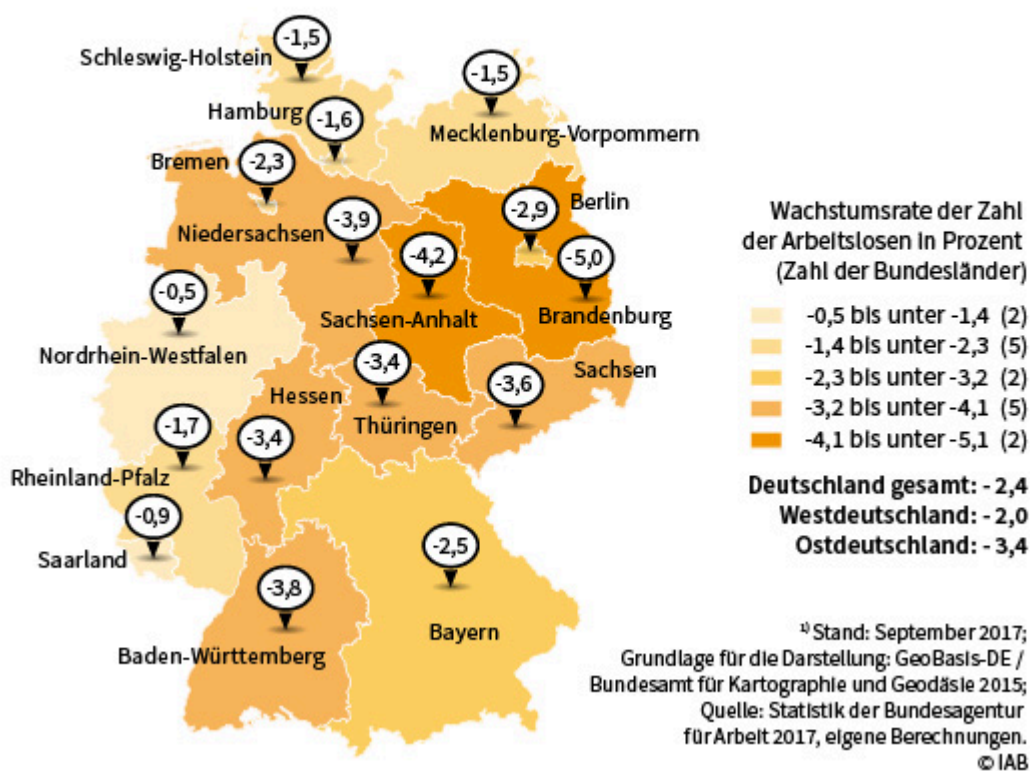 -1,5
Schleswig-Holstein
-1,5
Hamburg
-1,6
Mecklenburg-Vorpommern
Bremen
-2,3
Berlin
-2,9
Niedersachsen
-3,9
-4,2
-5,0
-0,5
Sachsen-Anhalt
Brandenburg
Nordrhein-Westfalen
-3,4
Sachsen
-3,6
Hessen
Thüringen
-1,7
-3,4
Rheinland-Pfalz
-0,9
Saarland
-2,5
-3,8
Bayern
Baden-Württemberg
Wachstumsrate der Zahl
der Arbeitslosen in Prozent
(Zahl der Bundesländer)
-0,5 bis unter -1,4 (2)
-1,4 bis unter -2,3 (5)
-2,3 bis unter -3,2 (2)
-3,2 bis unter -4,1 (5)
-4,1 bis unter -5,1 (2)
Deutschland gesamt: - 2,4
Westdeutschland: - 2,0
Ostdeutschland: - 3,4
1) Stand: September 2017;
Grundlage für die Darstellung: GeoBasis-DE /
Bundesamt für Kartographie und Geodäsie 2015;
Quelle: Statistik der Bundesagentur
für Arbeit 2017, eigene Berechnungen.
© IAB